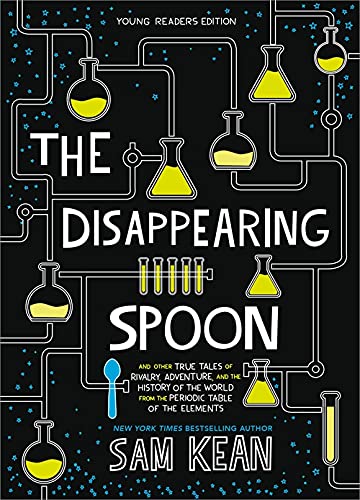 YOUNG READERS EDITION
THE
DISAPPEARING
SPOON
AND OTHER TRUE TALES OF
RIVALRY, ADVENTURE, AND THE
HISTORY OF THE WORLD
FROM THE PERIODIC TABLE
OF THE ELEMENTS
NEW YORK TIMES BESTSELLING AUTHOR
SAM KEAN